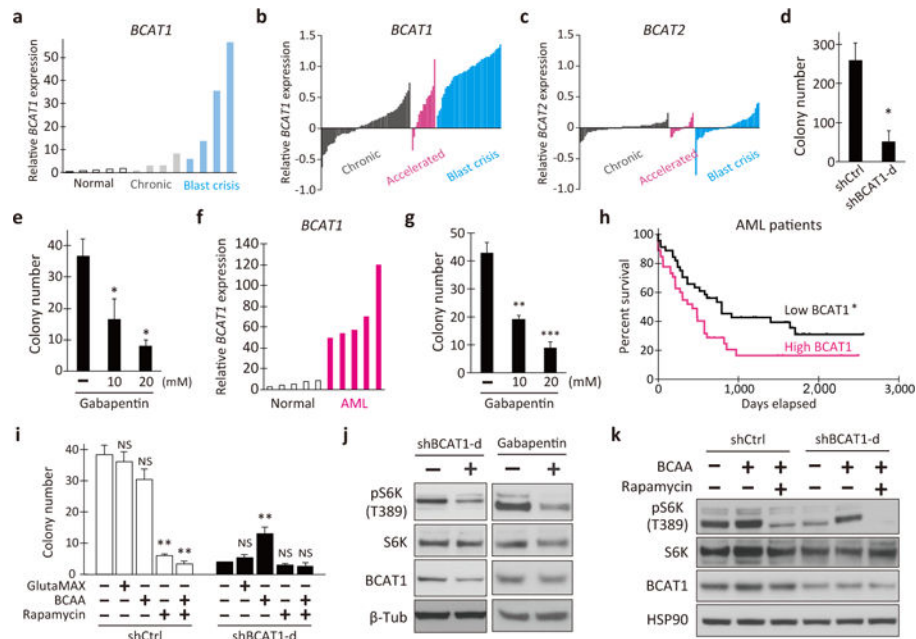 a
BCAT1
Relative BCAT1 expression
50
40
30
20
10
0
Normal
Chronic
Blast crisis
b
BCAT1
Relative BCAT1 expression
1.5
1.0
0.5
0
-0.5
-1.0
Chronic
Accelerated
Blast crisis
c
BCAT2
Relative BCAT2 expression
1.5
1.0
0.5
0
-0.5
1.0
Chronic
Accelerated
Blast crisis
d
Colony number
300
200
100
0
*
shCtrl
shBCAT1-d
e
Colony number
40
30
20
10
0
*
*
– 10 20 (mM)
Gabapentin
f
BCAT1
Relative BCAT1 expression
120
100
80
60
40
20
0
Normal
AML
g
Colony number
40
20
0
**
***
– 10 20 (mM)
Gabapentin
h
AML patients
Percent survival
100
80
60
40
20
0
Low BCAT1*
High BCAT1
0 1,000 2,000 3,000
Days elapsed
i
Colony number
40
30
20
10
0
NS
NS
**
**
NS
**
NS
NS
GlutaMAX – + – – – – + – – –
BCAA – – + – + – – + – +
Rapamycin – – – + + – – – + +
shCtrl
shBCAT1-d
j
shBCAT1-d Gabapentin
– + – +
pS6K
(T389)
S6K
BCAT1
β-Tub
k
shCtrl shBCAT1-d
BCAA – + + – + +
Rapamycin – – + – – +
pS6K
(T389)
S6K
BCAT1
HSP90